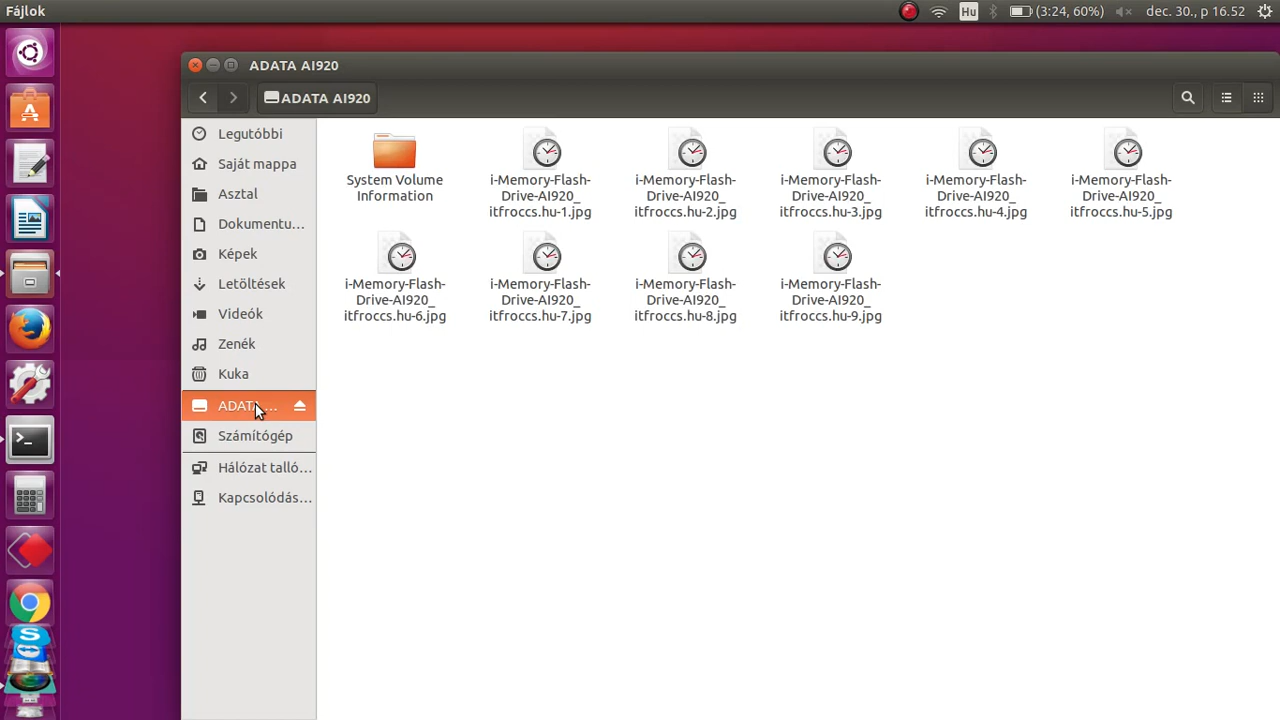 Fájlok
Hu
(3:24, 60%)
dec. 30., p 16.52
ADATA AI920
ADATA AI920
Legutóbbi
Saját mappa
Asztal
Dokumentu...
Képek
Letöltések
Videók
Zenék
Kuka
ADATA ...
Számítógép
Hálózat talló...
Kapcsolódás...
System Volume
Information
i-Memory-Flash-
Drive-AI920_
itfroccs.hu-1.jpg
i-Memory-Flash-
Drive-AI920_
itfroccs.hu-2.jpg
i-Memory-Flash-
Drive-AI920_
itfroccs.hu-3.jpg
i-Memory-Flash-
Drive-AI920_
itfroccs.hu-4.jpg
i-Memory-Flash-
Drive-AI920_
itfroccs.hu-5.jpg
i-Memory-Flash-
Drive-AI920_
itfroccs.hu-6.jpg
i-Memory-Flash-
Drive-AI920_
itfroccs.hu-7.jpg
i-Memory-Flash-
Drive-AI920_
itfroccs.hu-8.jpg
i-Memory-Flash-
Drive-AI920_
itfroccs.hu-9.jpg